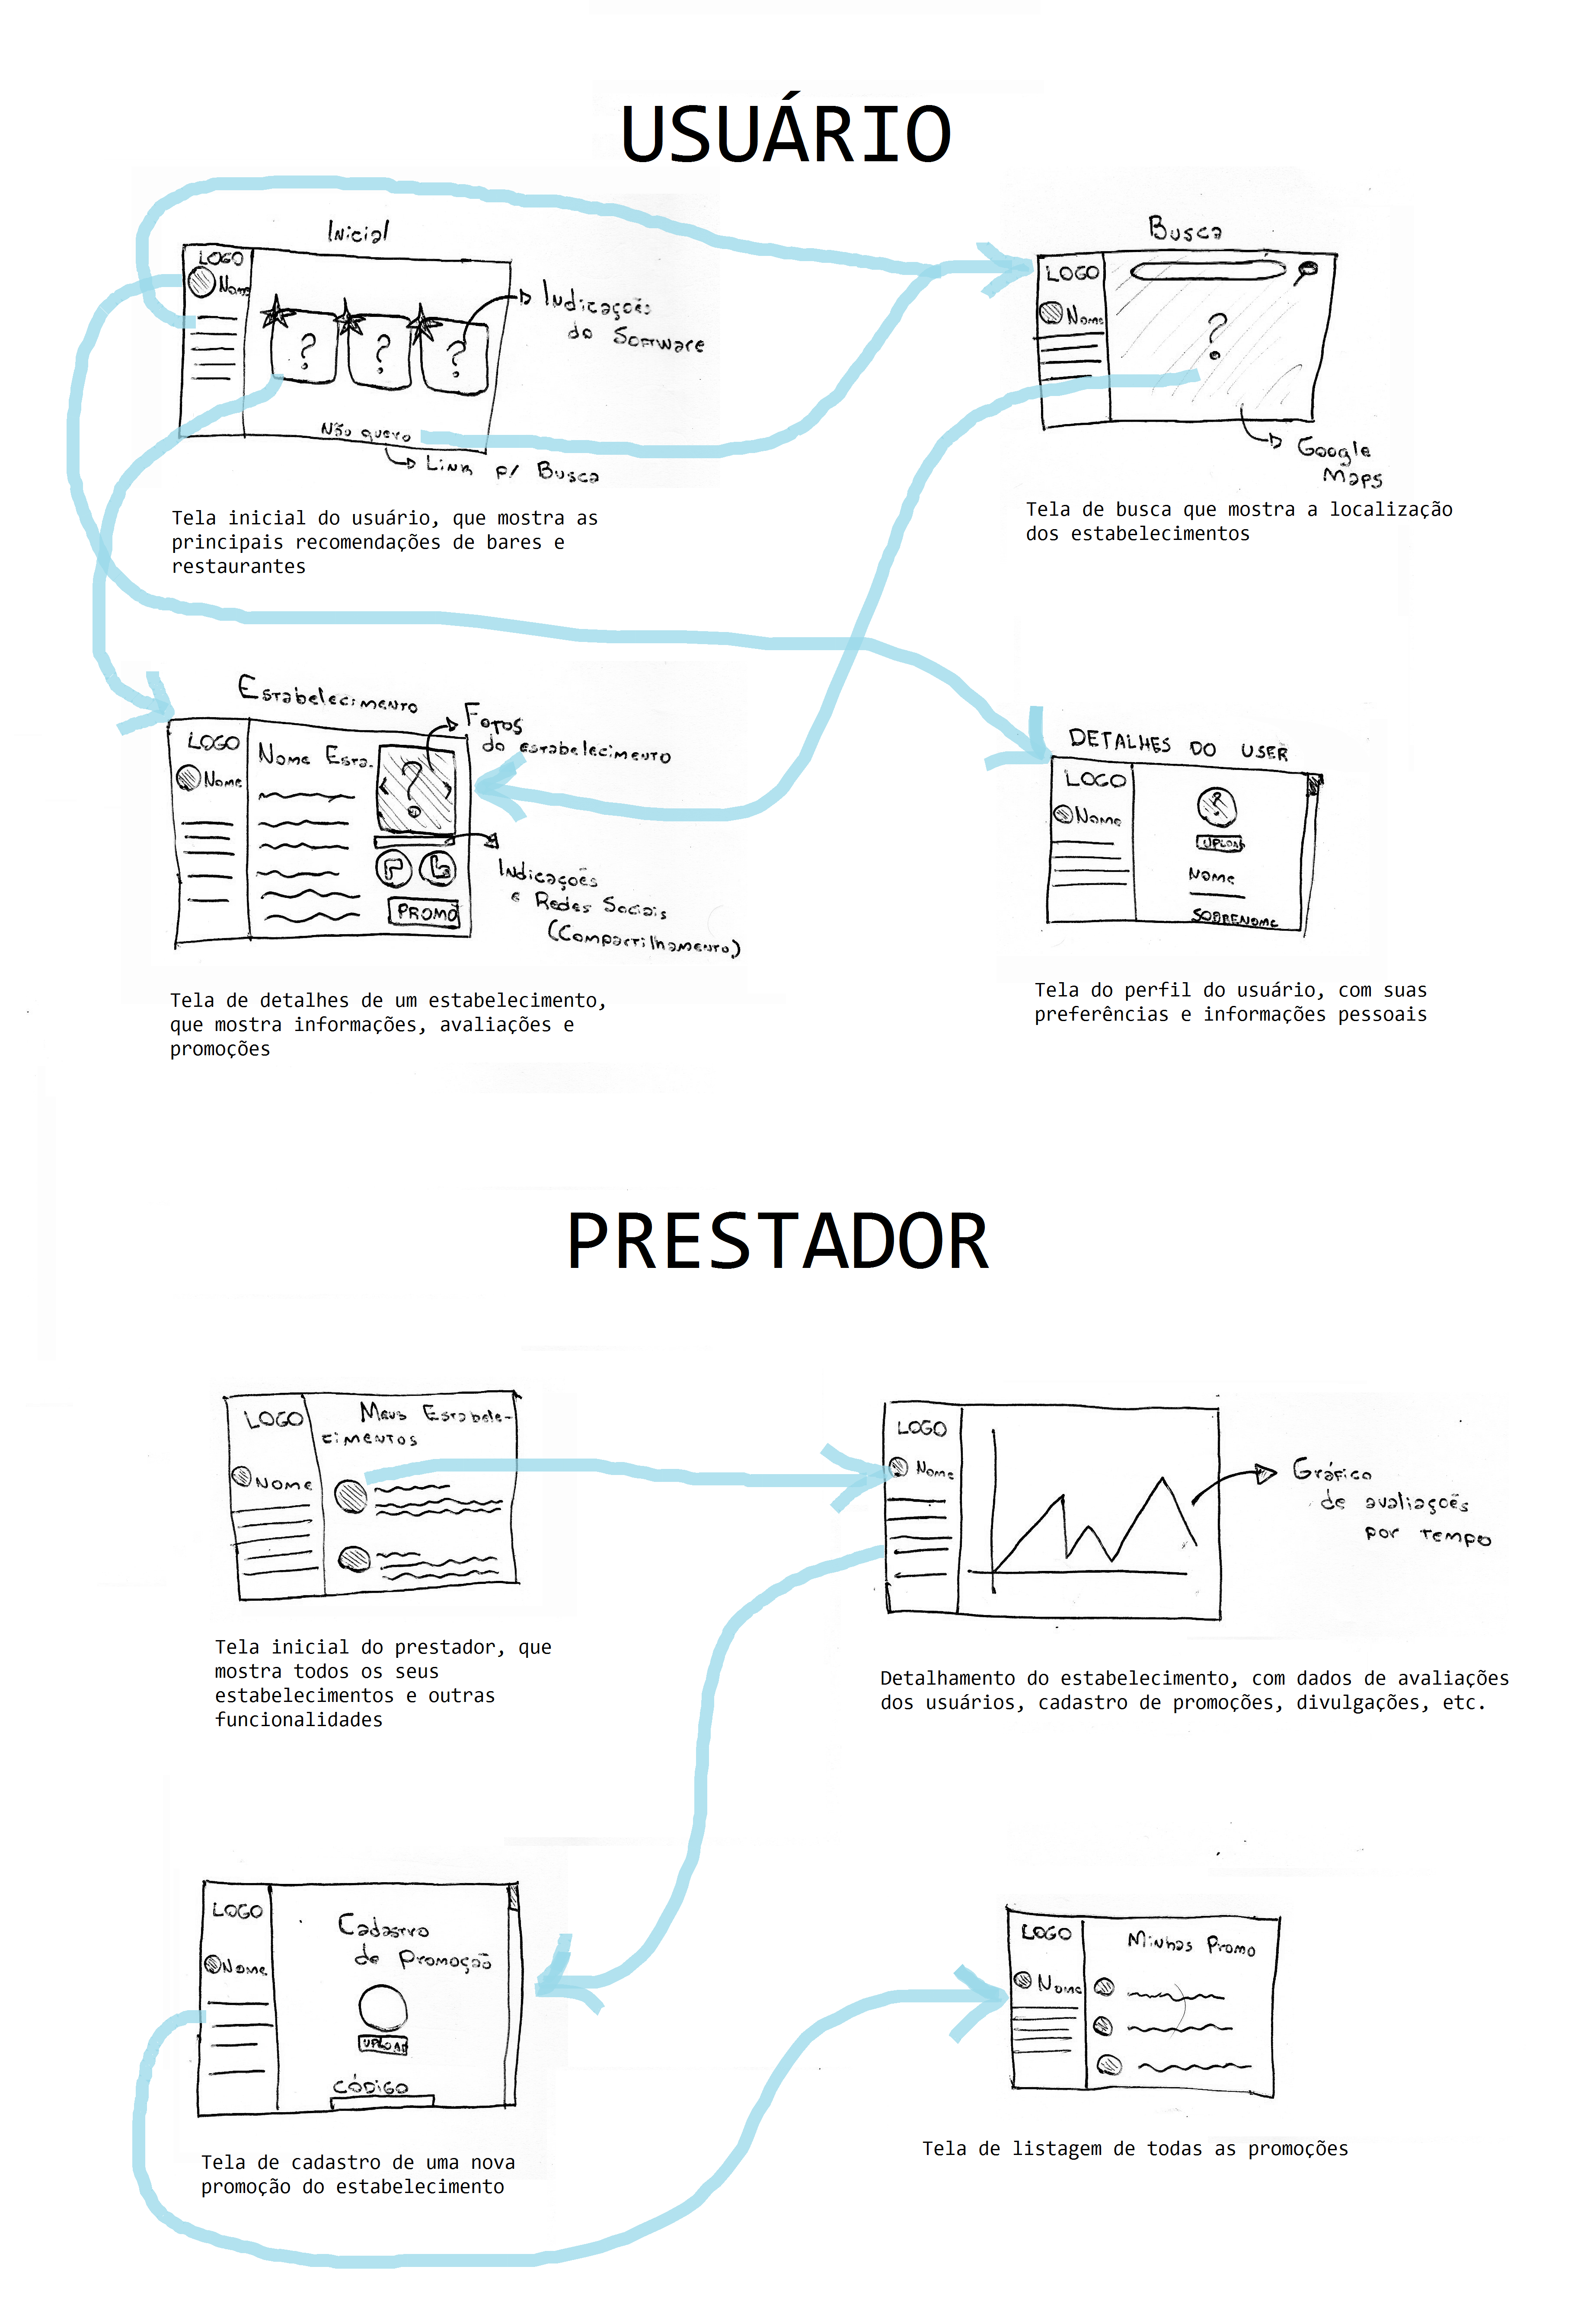 USUÁRIO
Inicial
LOGO
Nome
? ? ?
Indicações
do Software
Não quero
Link p/ Busca
Tela inicial do usuário, que mostra as
principais recomendações de bares e
restaurantes
Busca
LOGO
Nome
?
Google
Maps
Tela de busca que mostra a localização
dos estabelecimentos
Estabelecimento
LOGO
Nome
Nome Esta.
?
Fotos
do estabelecimento
PROMO
Indicações
e Redes Sociais
(Compartilhamento)
Tela de detalhes de um estabelecimento,
que mostra informações, avaliações e
promoções
DETALHES DO USER
LOGO
Nome
?
UPLOAD
Nome
SOBRENOME
Tela do perfil do usuário, com suas
preferências e informações pessoais
PRESTADOR
LOGO
Nome
Meus Estabele-
cimentos
Tela inicial do prestador, que
mostra todos os seus
estabelecimentos e outras
funcionalidades
LOGO
Nome
Gráfico
de avaliações
por tempo
Detalhamento do estabelecimento, com dados de avaliações
dos usuários, cadastro de promoções, divulgações, etc.
LOGO
Nome
Cadastro
de Promoção
UPLOAD
CÓDIGO
Tela de cadastro de uma nova
promoção do estabelecimento
LOGO
Nome
Minhas Promo
Tela de listagem de todas as promoções